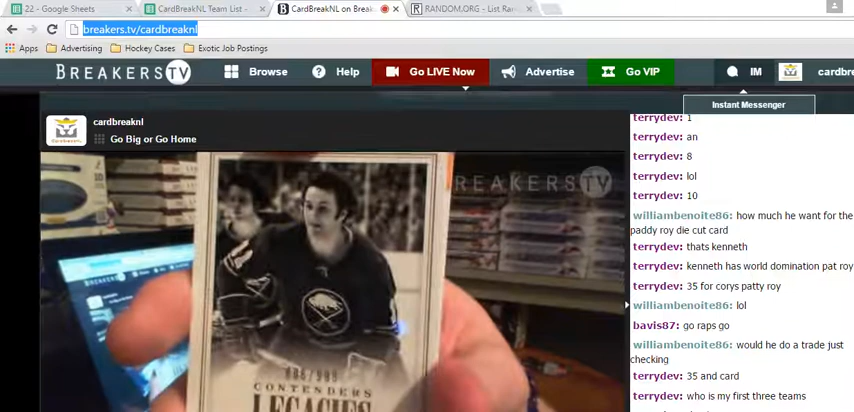 22 - Google Sheets
CardBreakNL Team List -
CardBreakNL on Break
RANDOM.ORG - List Ran
breakers.tv/cardbreaknl
Apps Advertising Hockey Cases Exotic Job Postings
BREAKERSTV Browse Help Go LIVE Now Advertise Go VIP IM cardbre
Instant Messenger
cardbreaknl
Go Big or Go Home
BREAKERSTV
CONTENDERS
LEGACIES
terrydev: 1
terrydev: an
terrydev: 8
terrydev: lol
terrydev: 10
williambenoite86: how much he want for the
paddy roy die cut card
terrydev: thats kenneth
terrydev: kenneth has world domination pat roy
terrydev: 35 for corys patty roy
williambenoite86: lol
bavis87: go raps go
williambenoite86: would he do a trade just
checking
terrydev: 35 and card
terrydev: who is my first three teams